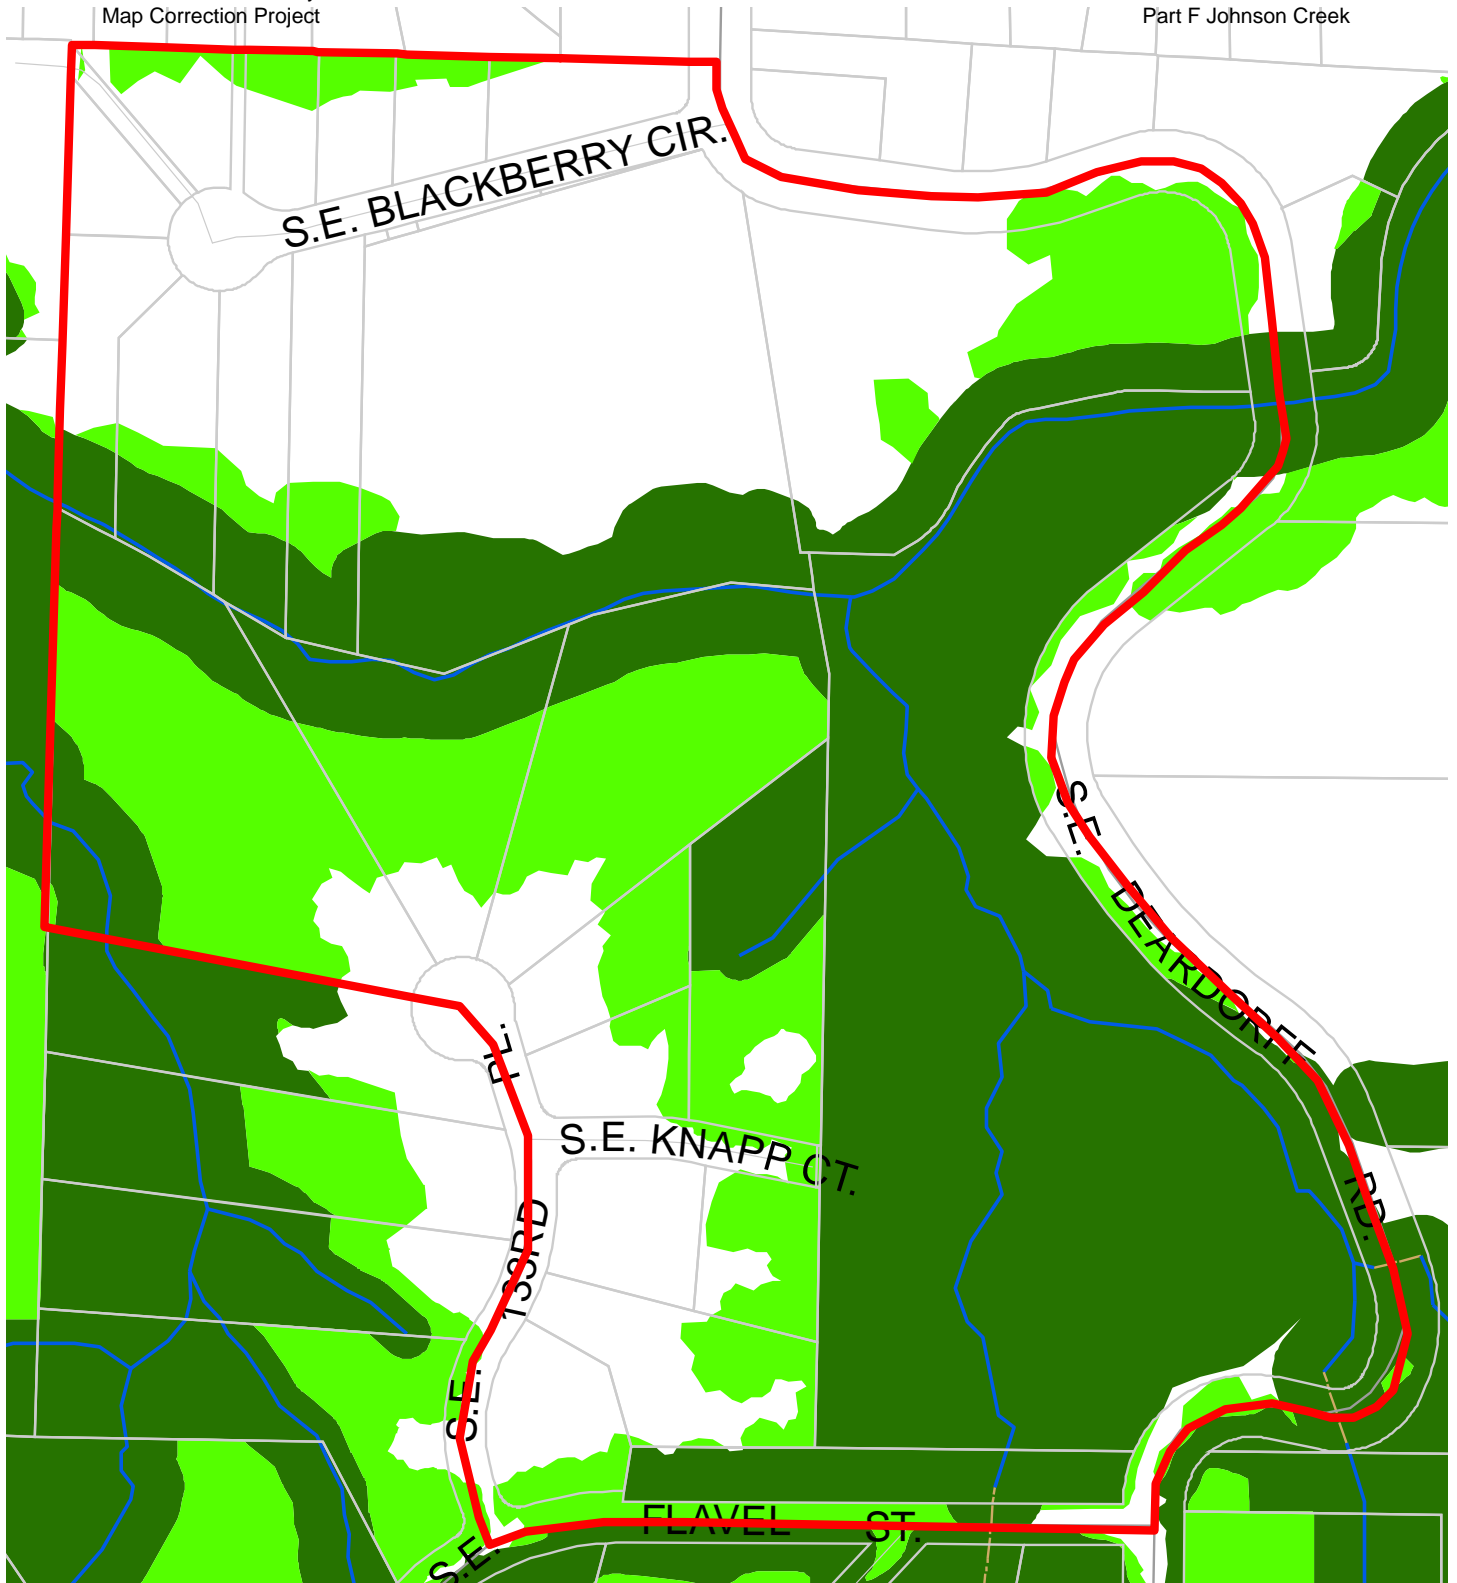 Map Correction Project
Part F Johnson Creek
S.E. BLACKBERRY CIR.
S.E. DEARDORFF RD.
S.E. 133RD PL.
S.E. KNAPP CT.
S.E. FLAVEL ST.